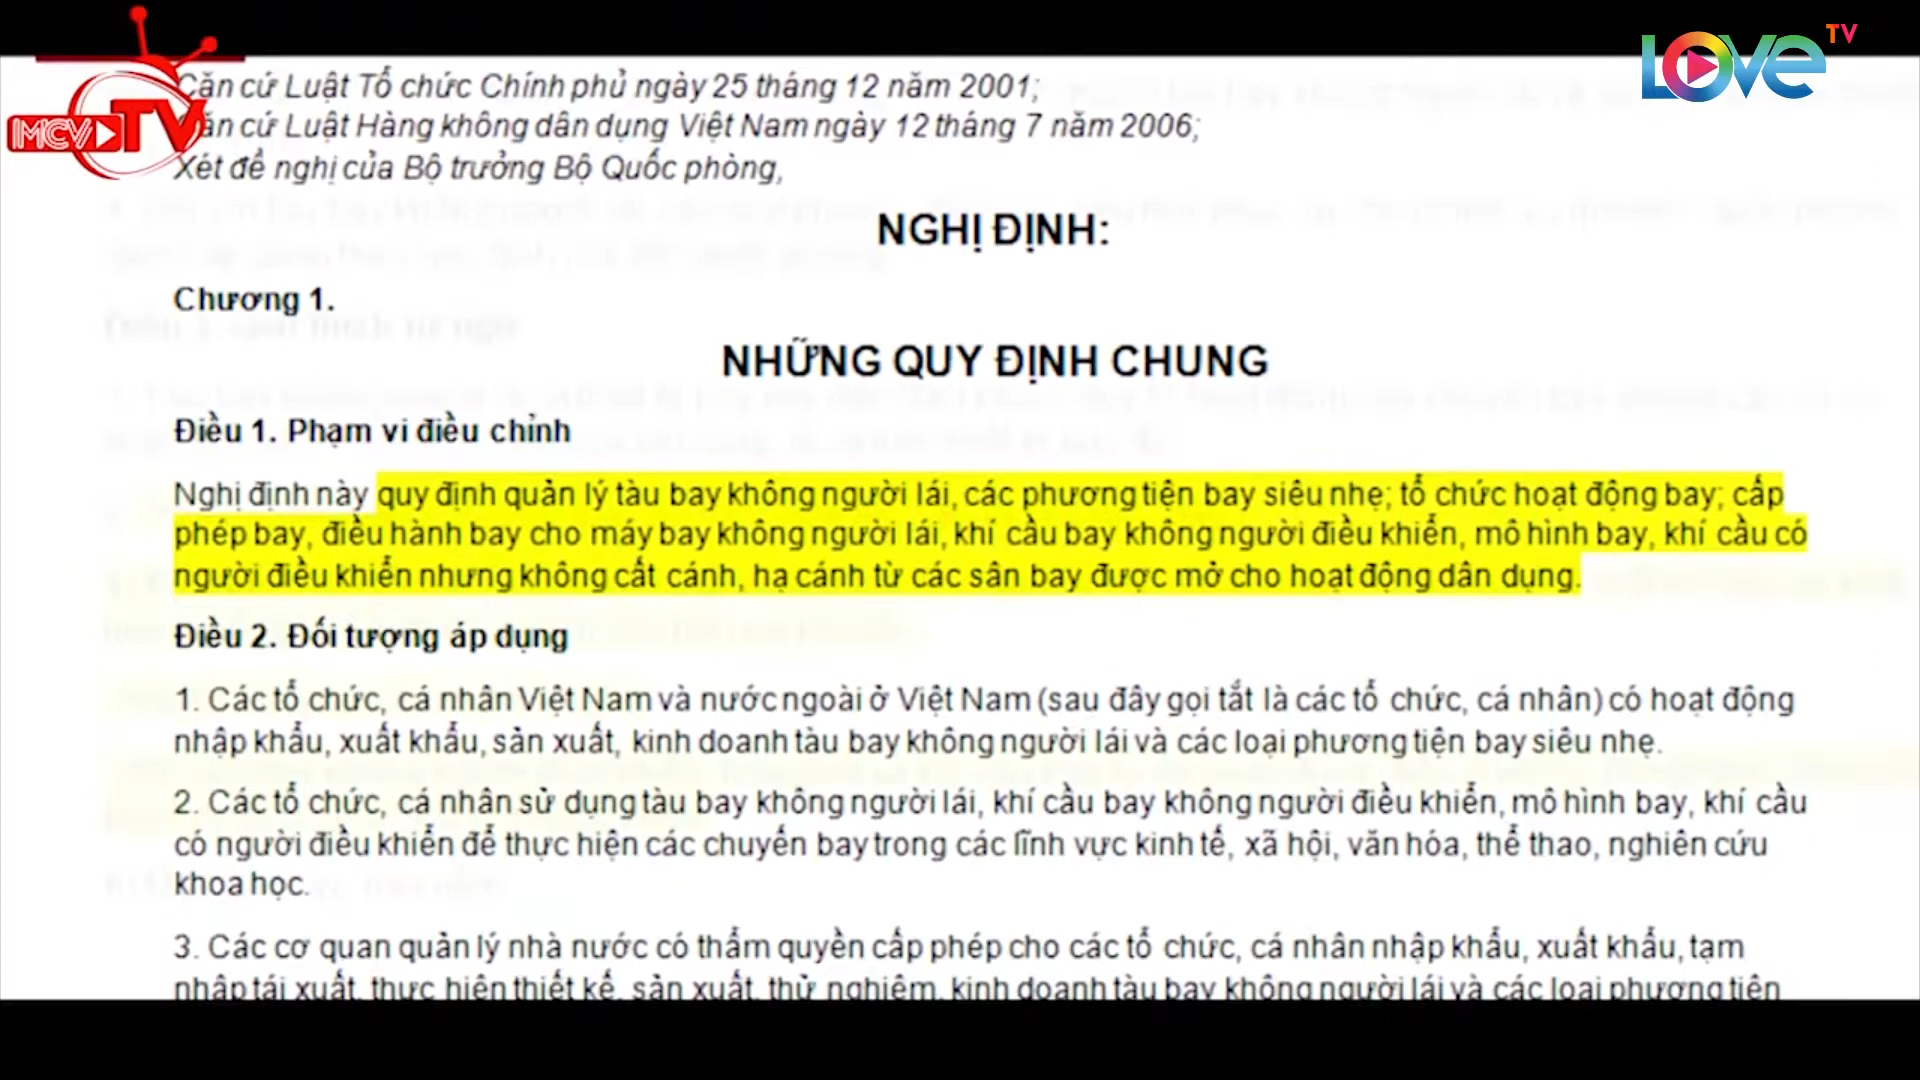 LOVE TV
IMCV TV
Căn cứ Luật Tổ chức Chính phủ ngày 25 tháng 12 năm 2001;
Căn cứ Luật Hàng không dân dụng Việt Nam ngày 12 tháng 7 năm 2006;
Xét đề nghị của Bộ trưởng Bộ Quốc phòng,
NGHỊ ĐỊNH:
Chương 1.
NHỮNG QUY ĐỊNH CHUNG
Điều 1. Phạm vi điều chỉnh
Nghị định này quy định quản lý tàu bay không người lái, các phương tiện bay siêu nhẹ; tổ chức hoạt động bay; cấp
phép bay, điều hành bay cho máy bay không người lái, khí cầu bay không người điều khiển, mô hình bay, khí cầu có
người điều khiển nhưng không cất cánh, hạ cánh từ các sân bay được mở cho hoạt động dân dụng.
Điều 2. Đối tượng áp dụng
1. Các tổ chức, cá nhân Việt Nam và nước ngoài ở Việt Nam (sau đây gọi tắt là các tổ chức, cá nhân) có hoạt động
nhập khẩu, xuất khẩu, sản xuất, kinh doanh tàu bay không người lái và các loại phương tiện bay siêu nhẹ.
2. Các tổ chức, cá nhân sử dụng tàu bay không người lái, khí cầu bay không người điều khiển, mô hình bay, khí cầu
có người điều khiển để thực hiện các chuyến bay trong các lĩnh vực kinh tế, xã hội, văn hóa, thể thao, nghiên cứu
khoa học.
3. Các cơ quan quản lý nhà nước có thẩm quyền cấp phép cho các tổ chức, cá nhân nhập khẩu, xuất khẩu, tạm
nhập tái xuất, thực hiện thiết kế, sản xuất, thử nghiệm, kinh doanh tàu bay không người lái và các loại phương tiện